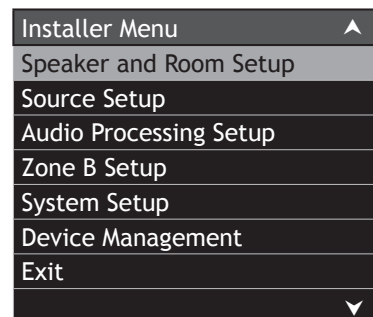 Installer Menu
Speaker and Room Setup
Source Setup
Audio Processing Setup
Zone B Setup
System Setup
Device Management
Exit